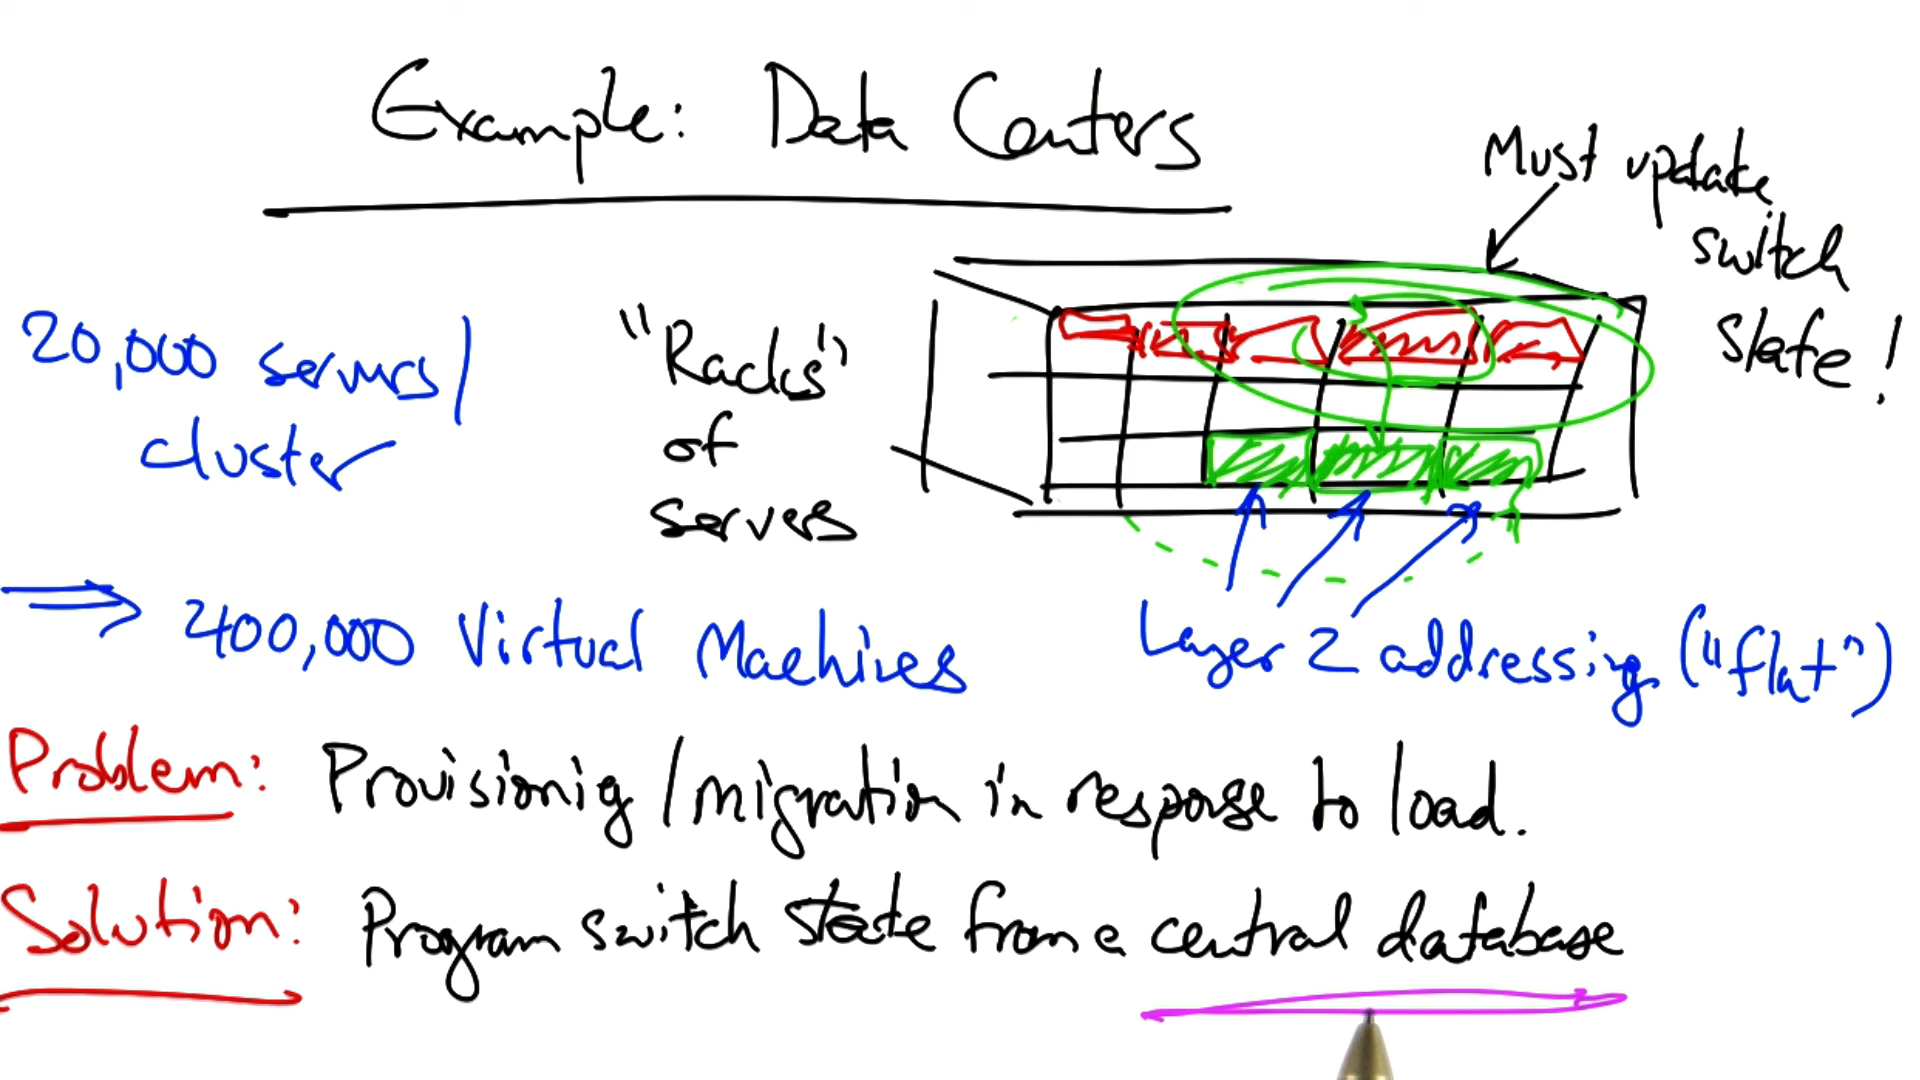 Example: Data Centers
Must update
switch
state!
20,000 servers/
cluster
"Racks"
of
servers
⇒ 400,000 Virtual Machines
Layer 2 addressing ("flat")
Problem: Provisionig/migration in response to load.
Solution: Program switch state from a central database